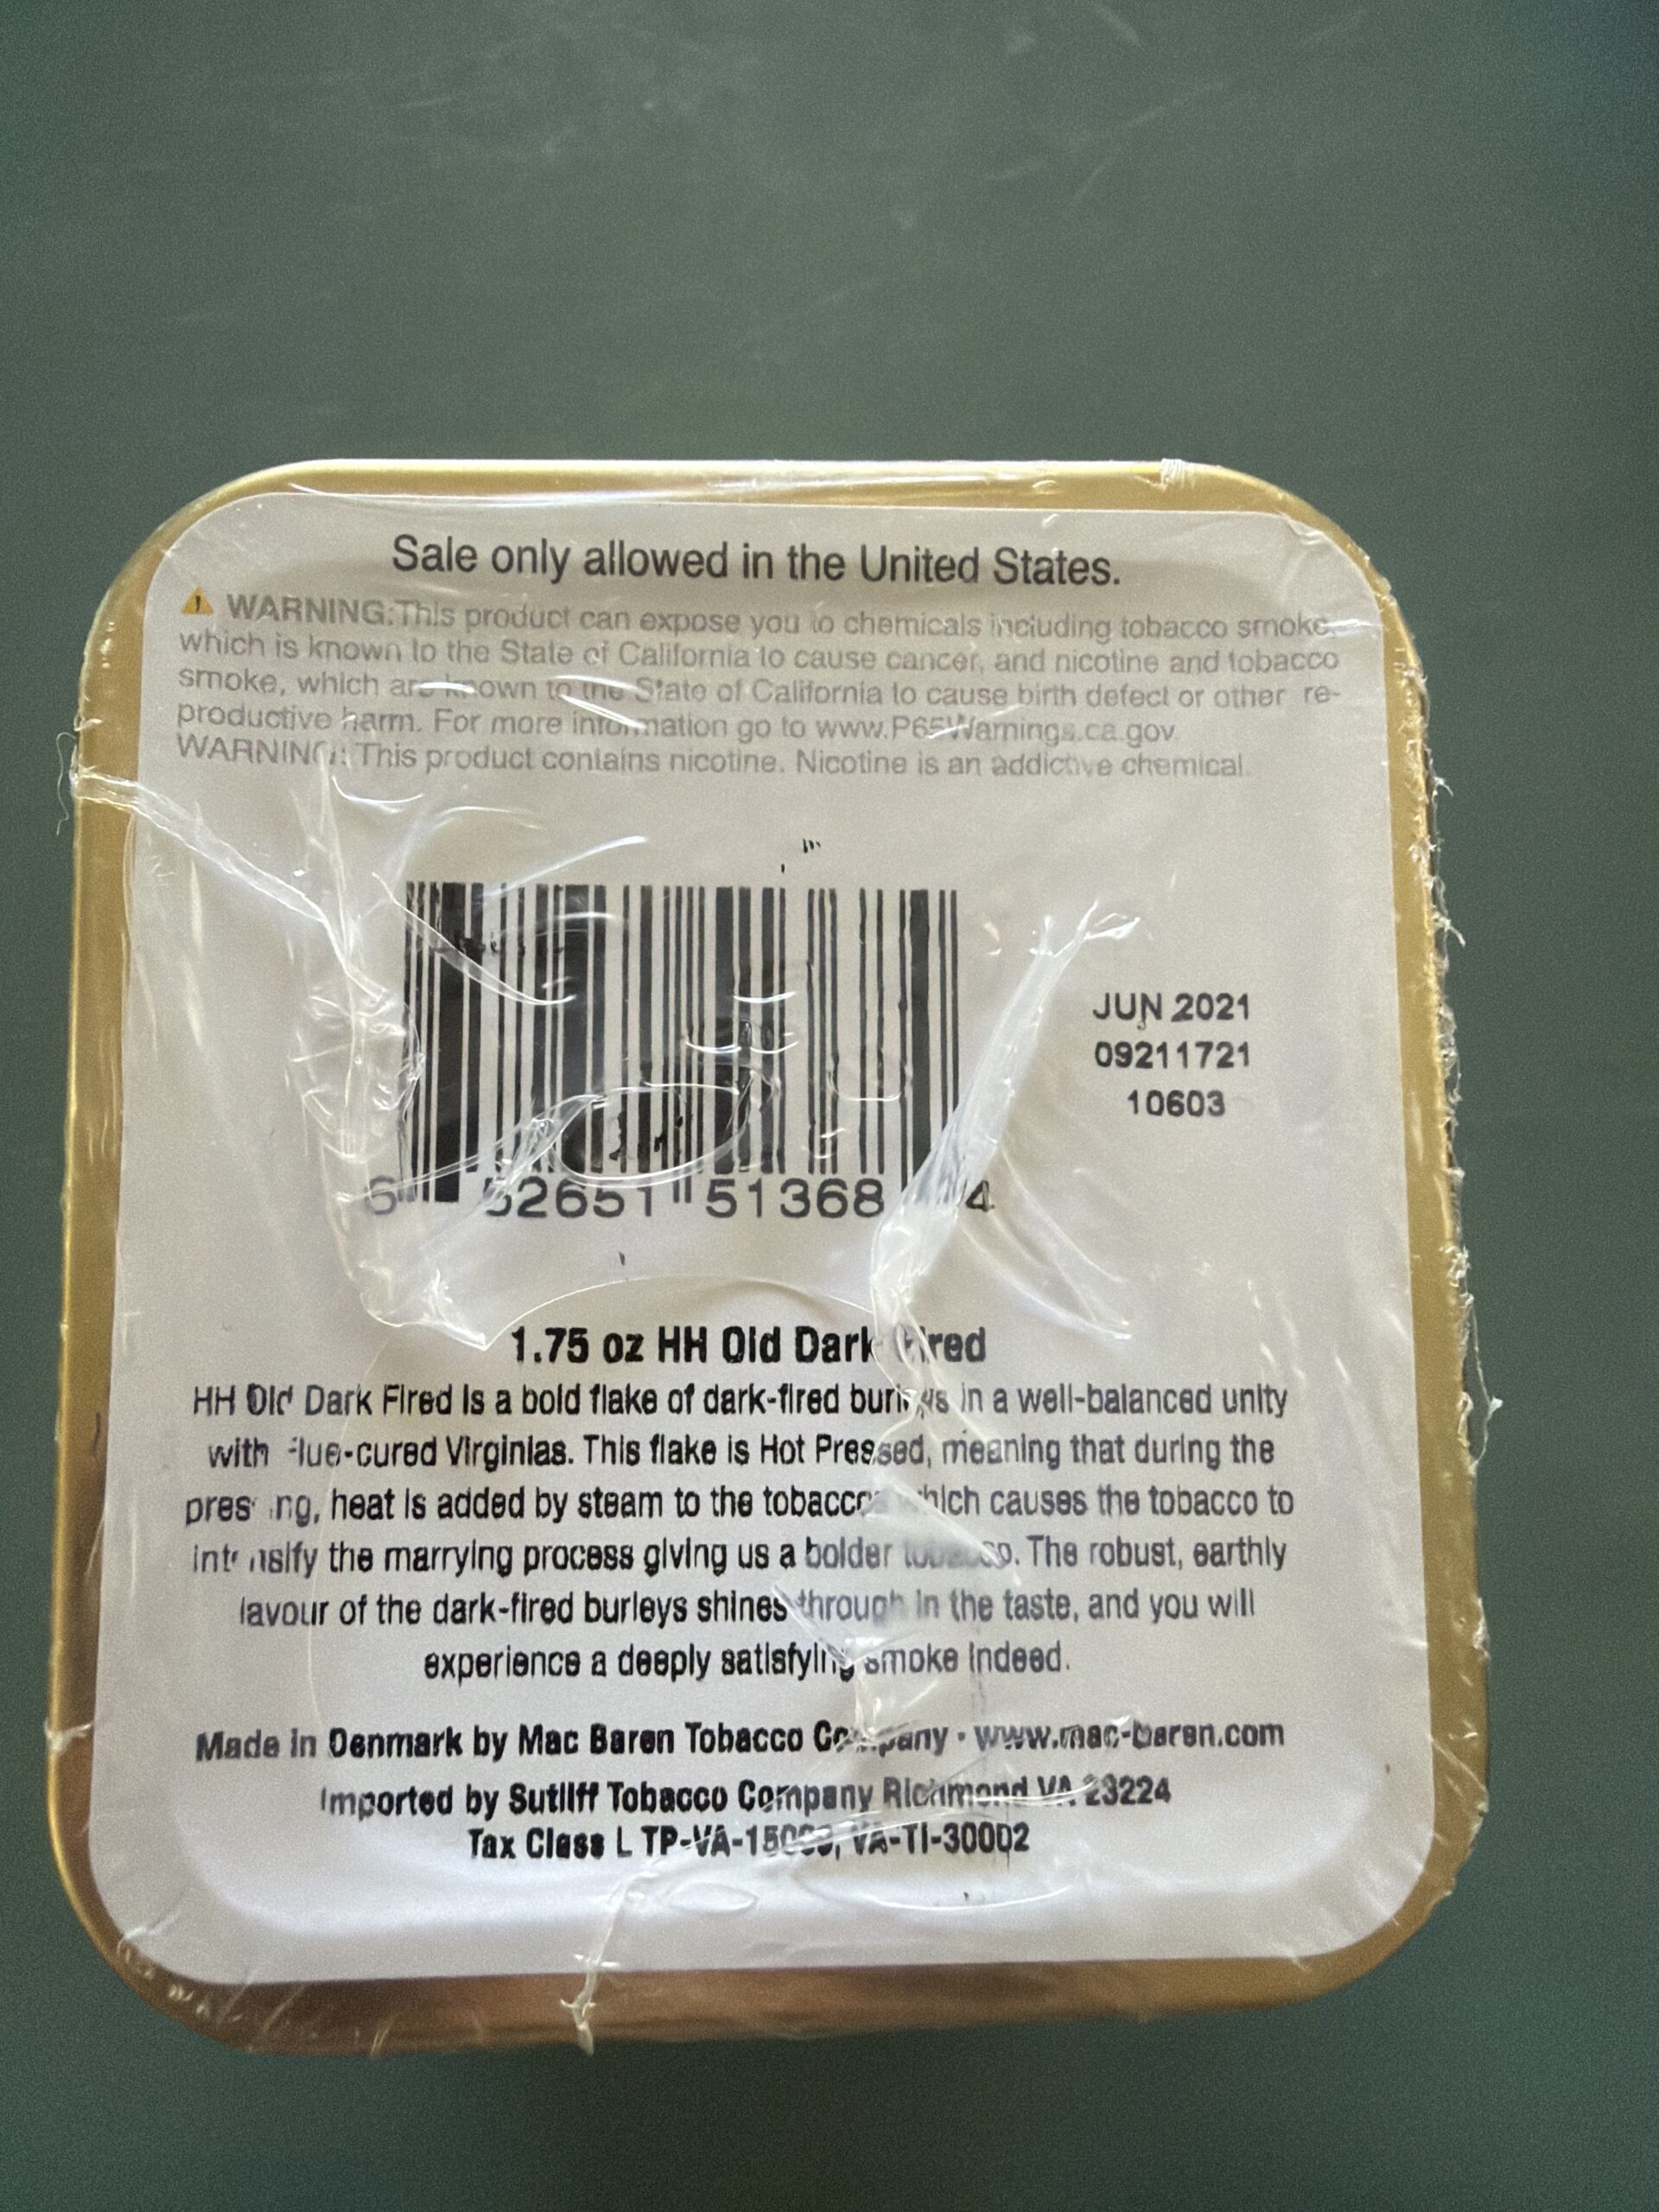 Sale only allowed in the United States.
WARNING: This product can expose you to chemicals including tobacco smoke,
which is known to the State of California to cause cancer, and nicotine and tobacco
smoke, which are known to the State of California to cause birth defect or other re-
productive harm. For more information go to www.P65Warnings.ca.gov.
WARNING: This product contains nicotine. Nicotine is an addictive chemical.
JUN 2021
09211721
10603
6 52651 51368 4
1.75 oz HH Old Dark Fired
HH Old Dark Fired is a bold flake of dark-fired burleys in a well-balanced unity
with flue-cured Virginias. This flake is Hot Pressed, meaning that during the
pressing, heat is added by steam to the tobaccos which causes the tobacco to
intensify the marrying process giving us a bolder tobacco. The robust, earthly
flavour of the dark-fired burleys shines through in the taste, and you will
experience a deeply satisfying smoke indeed.
Made in Denmark by Mac Baren Tobacco Company • www.mac-baren.com
Imported by Sutliff Tobacco Company Richmond VA 23224
Tax Class L VA-TI-30002